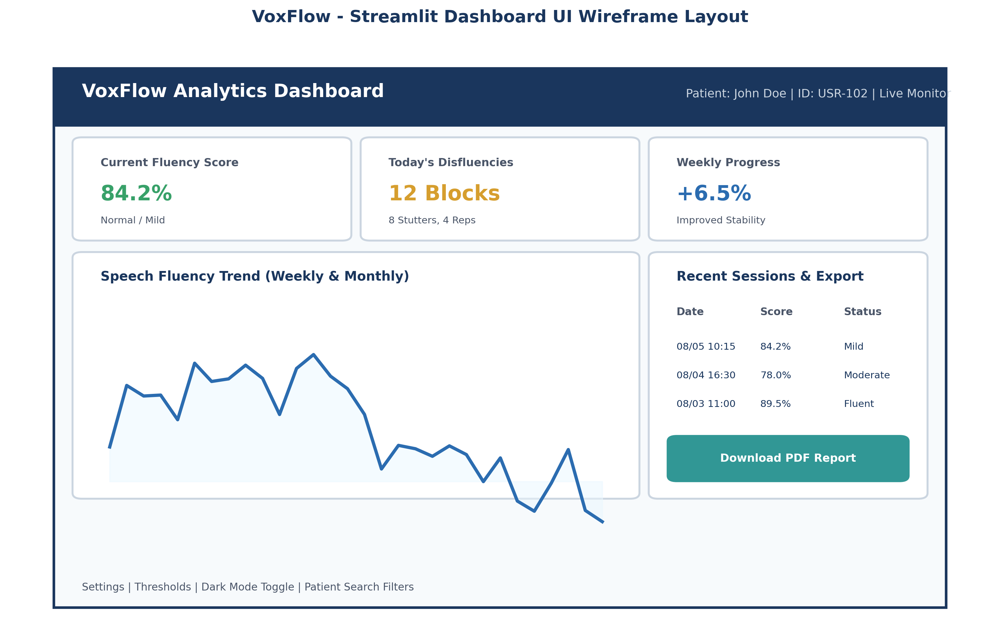 VoxFlow - Streamlit Dashboard UI Wireframe Layout
VoxFlow Analytics Dashboard
Patient: John Doe | ID: USR-102 | Live Monitor
Current Fluency Score
84.2%
Normal / Mild
Today's Disfluencies
12 Blocks
8 Stutters, 4 Reps
Weekly Progress
+6.5%
Improved Stability
Speech Fluency Trend (Weekly & Monthly)
Recent Sessions & Export
Date Score Status
08/05 10:15 84.2% Mild
08/04 16:30 78.0% Moderate
08/03 11:00 89.5% Fluent
Download PDF Report
Settings | Thresholds | Dark Mode Toggle | Patient Search Filters